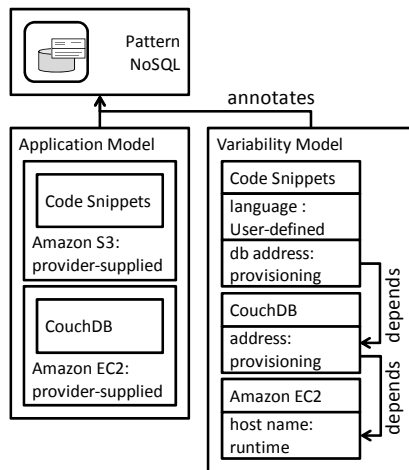 Pattern
NoSQL
annotates
Application Model
Code Snippets
Amazon S3:
provider-supplied
CouchDB
Amazon EC2:
provider-supplied
Variability Model
Code Snippets
language :
User-defined
db address:
provisioning
depends
CouchDB
address:
provisioning
depends
Amazon EC2
host name:
runtime